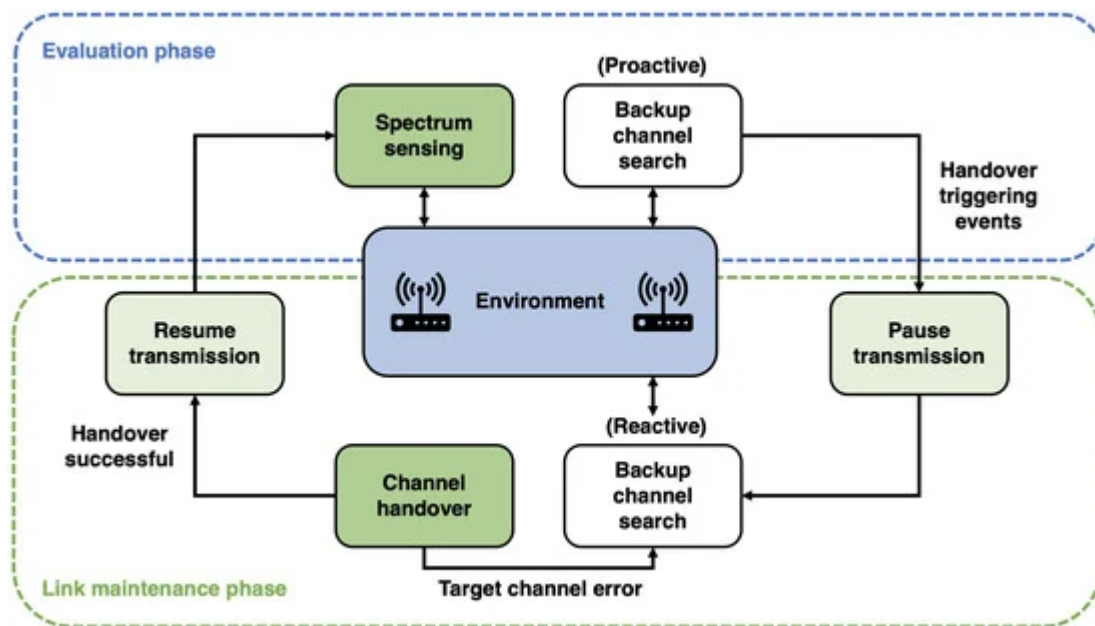 Evaluation phase
(Proactive)
Spectrum
sensing
Backup
channel
search
Handover
triggering
events
Environment
Resume
transmission
Pause
transmission
Handover
successful
(Reactive)
Channel
handover
Backup
channel
search
Target channel error
Link maintenance phase